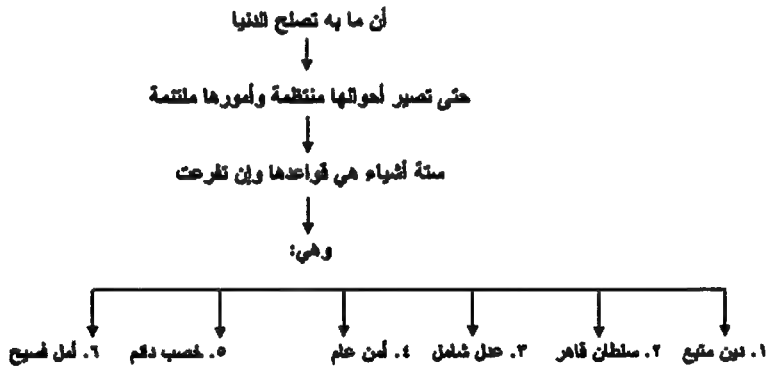 أن ما به تصلح الدنيا
حتى تصير أحوالها منتظمة وأمورها ملتئمة
ستة أشياء هي قواعدها وإن تفرعت
وهي:
١. دين متبع ٢. سلطان قاهر ٣. عدل شامل ٤. أمن عام ٥. خصب دائم ٦. أمل فسيح